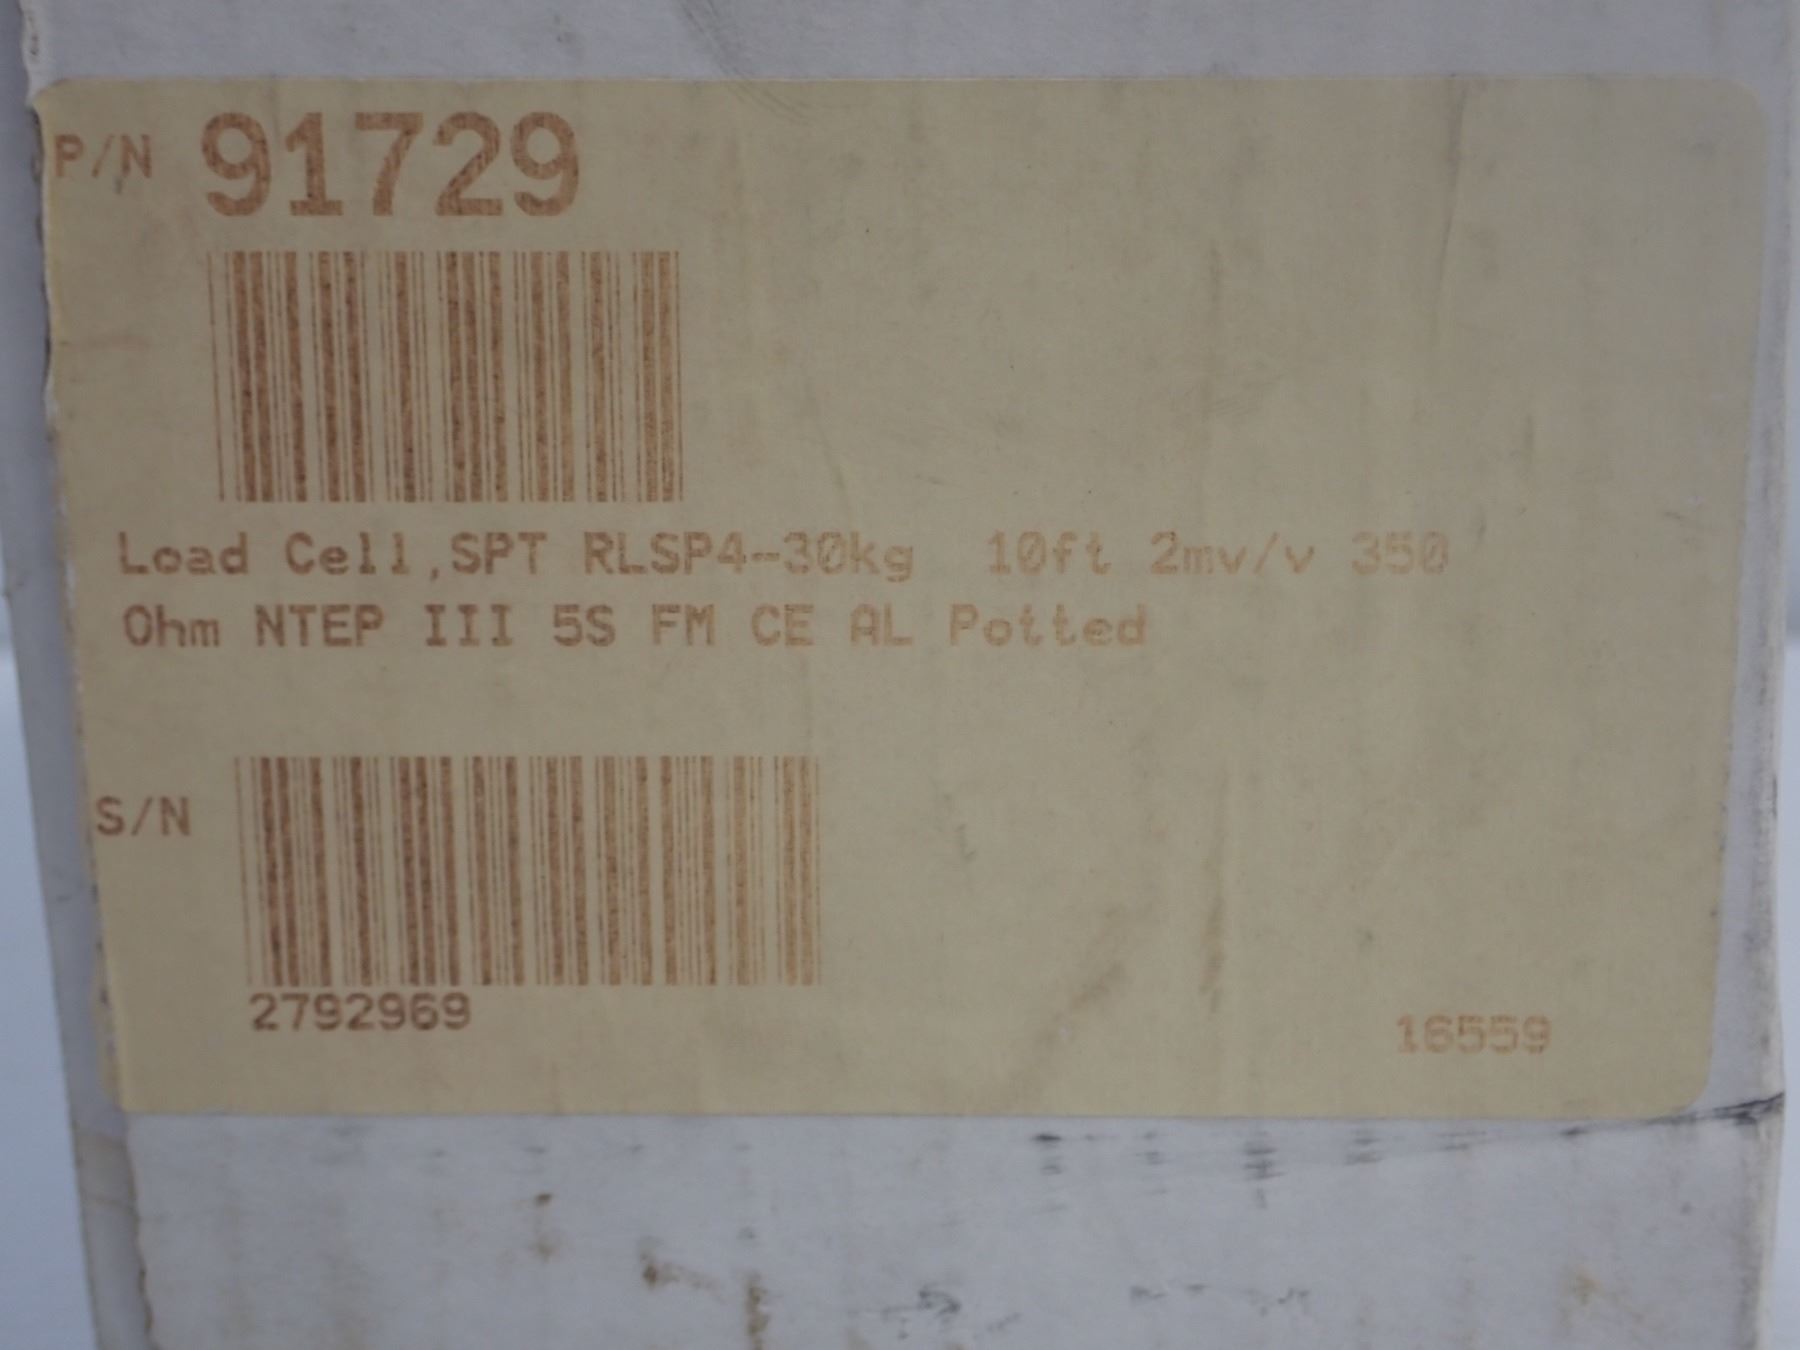 P/N 91729
Load Cell,SPT RLSP4-30kg 10ft 2mv/v 350
Ohm NTEP III 5S FM CE AL Potted
S/N
2792969
16559